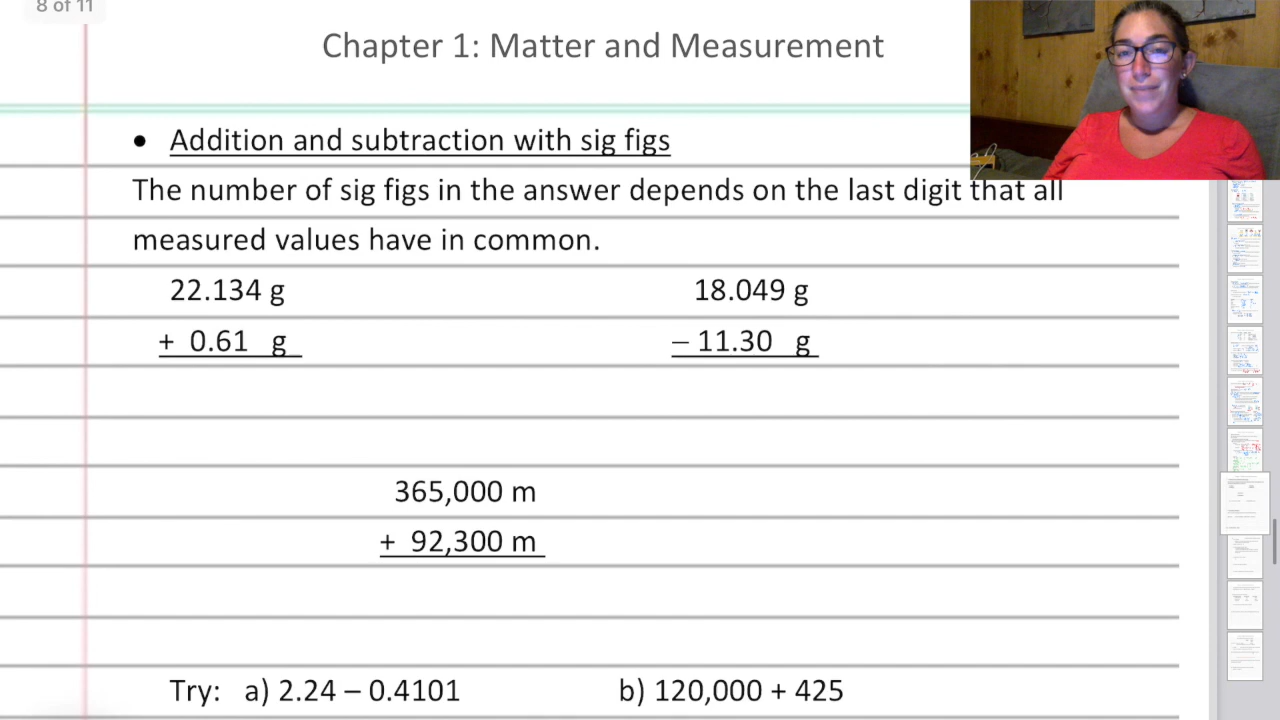 8 of 11
Chapter 1: Matter and Measurement
• Addition and subtraction with sig figs
The number of sig figs in the answer depends on the last digit that all
measured values have in common.
22.134 g
+ 0.61 g
18.049 g
– 11.30 g
365,000 m
+ 92,300 m
Try: a) 2.24 – 0.4101
b) 120,000 + 425